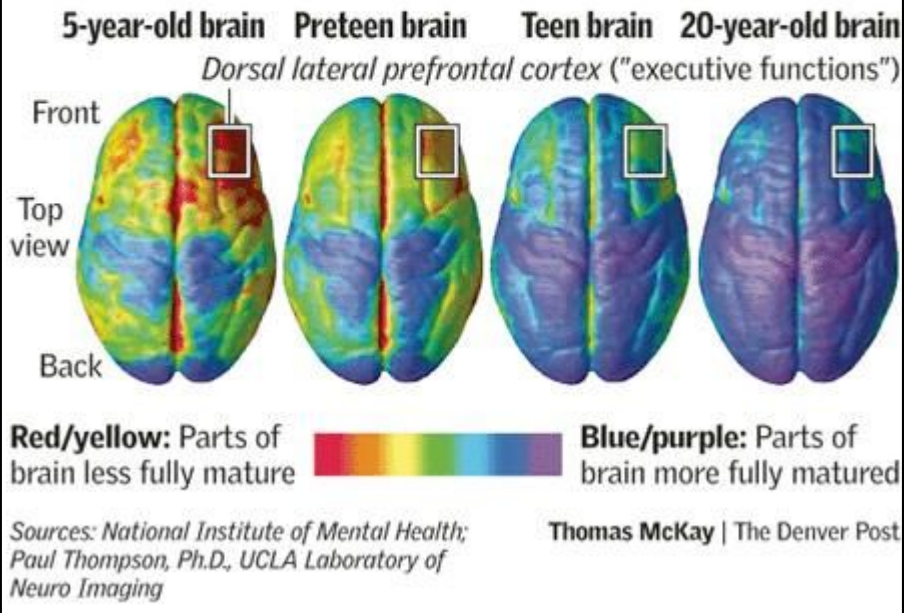 5-year-old brain Preteen brain Teen brain 20-year-old brain
Dorsal lateral prefrontal cortex ("executive functions")
Front
Top
view
Back
Red/yellow: Parts of
brain less fully mature
Blue/purple: Parts of
brain more fully matured
Sources: National Institute of Mental Health;
Paul Thompson, Ph.D., UCLA Laboratory of
Neuro Imaging
Thomas McKay | The Denver Post